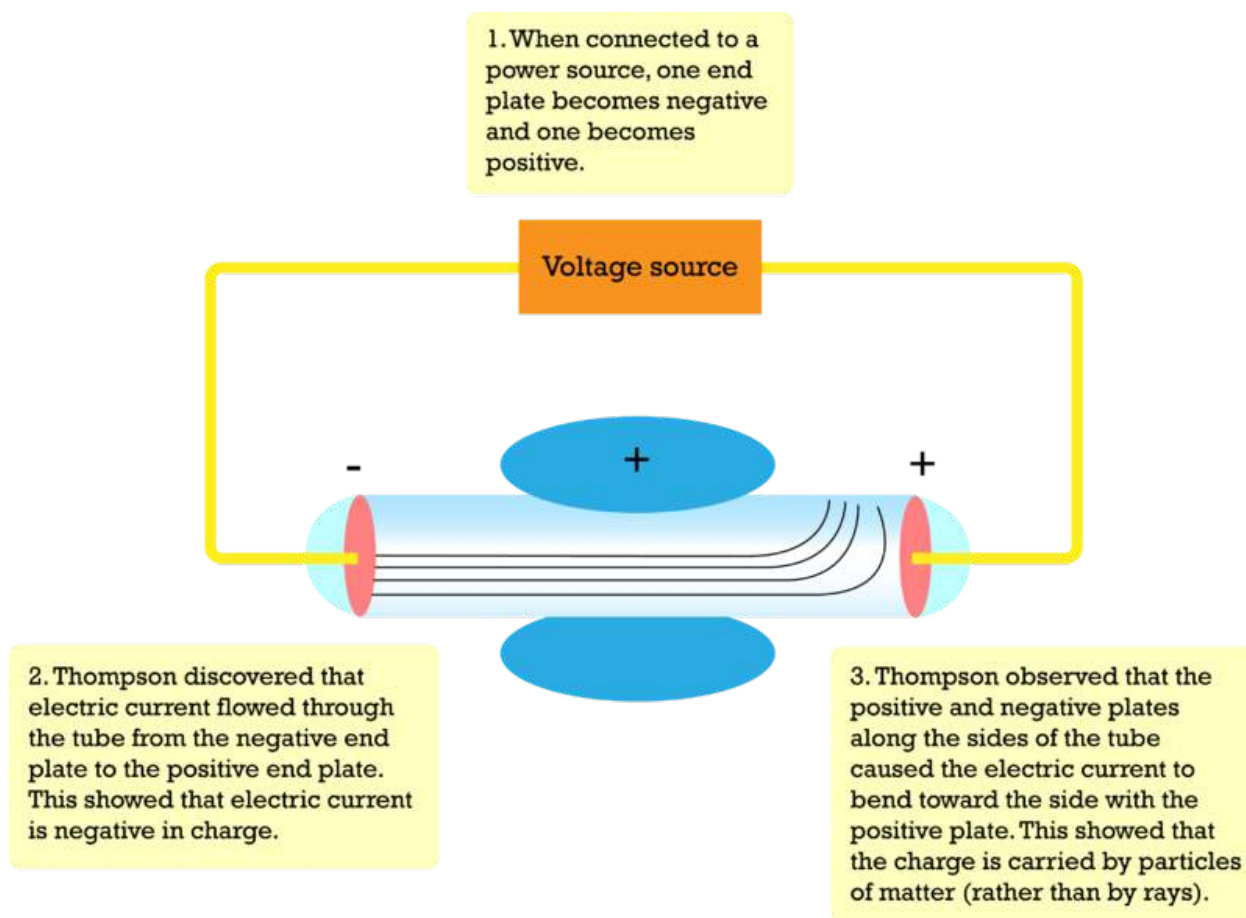 1. When connected to a
power source, one end
plate becomes negative
and one becomes
positive.
Voltage source
-
+
+
2. Thompson discovered that
electric current flowed through
the tube from the negative end
plate to the positive end plate.
This showed that electric current
is negative in charge.
3. Thompson observed that the
positive and negative plates
along the sides of the tube
caused the electric current to
bend toward the side with the
positive plate. This showed that
the charge is carried by particles
of matter (rather than by rays).